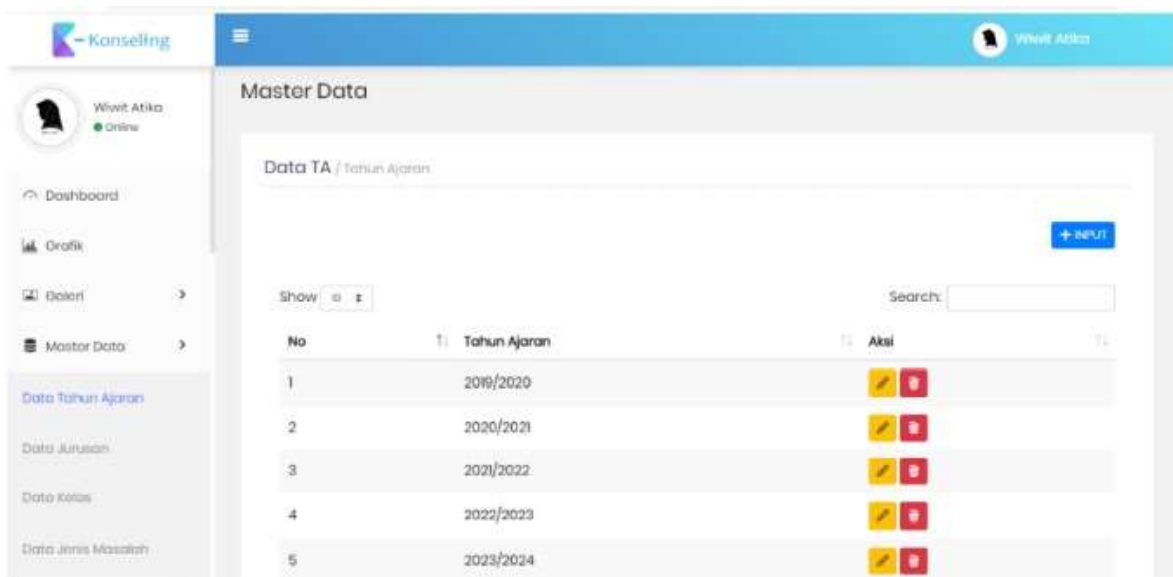 K-Konseling
Wiwit Atika
Wiwit Atika
Online
Dashboard
Grafik
Galeri
Master Data
Data Tahun Ajaran
Data Jurusan
Data Kelas
Data Jenis Masalah
Master Data
Data TA / Tahun Ajaran
+ INPUT
Show 10
Search:
No Tahun Ajaran Aksi
1 2019/2020
2 2020/2021
3 2021/2022
4 2022/2023
5 2023/2024